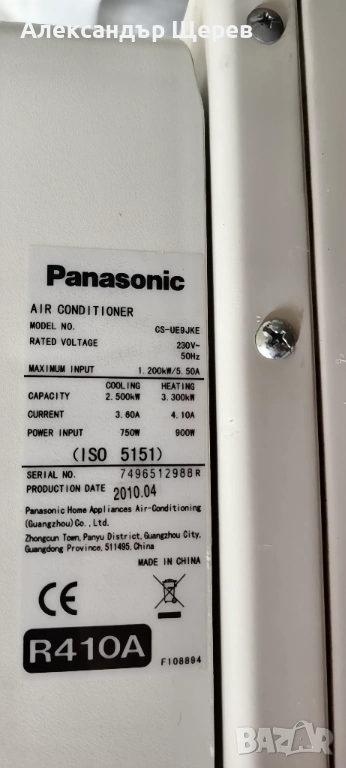 Александър Щерев
Panasonic
AIR CONDITIONER
MODEL NO. CS-UE9JKE
RATED VOLTAGE 230V~
50Hz
MAXIMUM INPUT 1.200kW/5.50A
COOLING HEATING
CAPACITY 2.500kW 3.300kW
CURRENT 3.60A 4.10A
POWER INPUT 750W 900W
(ISO 5151)
SERIAL NO. 7496512988 R
PRODUCTION DATE 2010.04
Panasonic Home Appliances Air-Conditioning
(Guangzhou)Co., Ltd.
Zhongcun Town, Panyu District, Guangzhou City,
Guangdong Province, 511495, China
MADE IN CHINA
CE
R410A
F108894
BAZAR